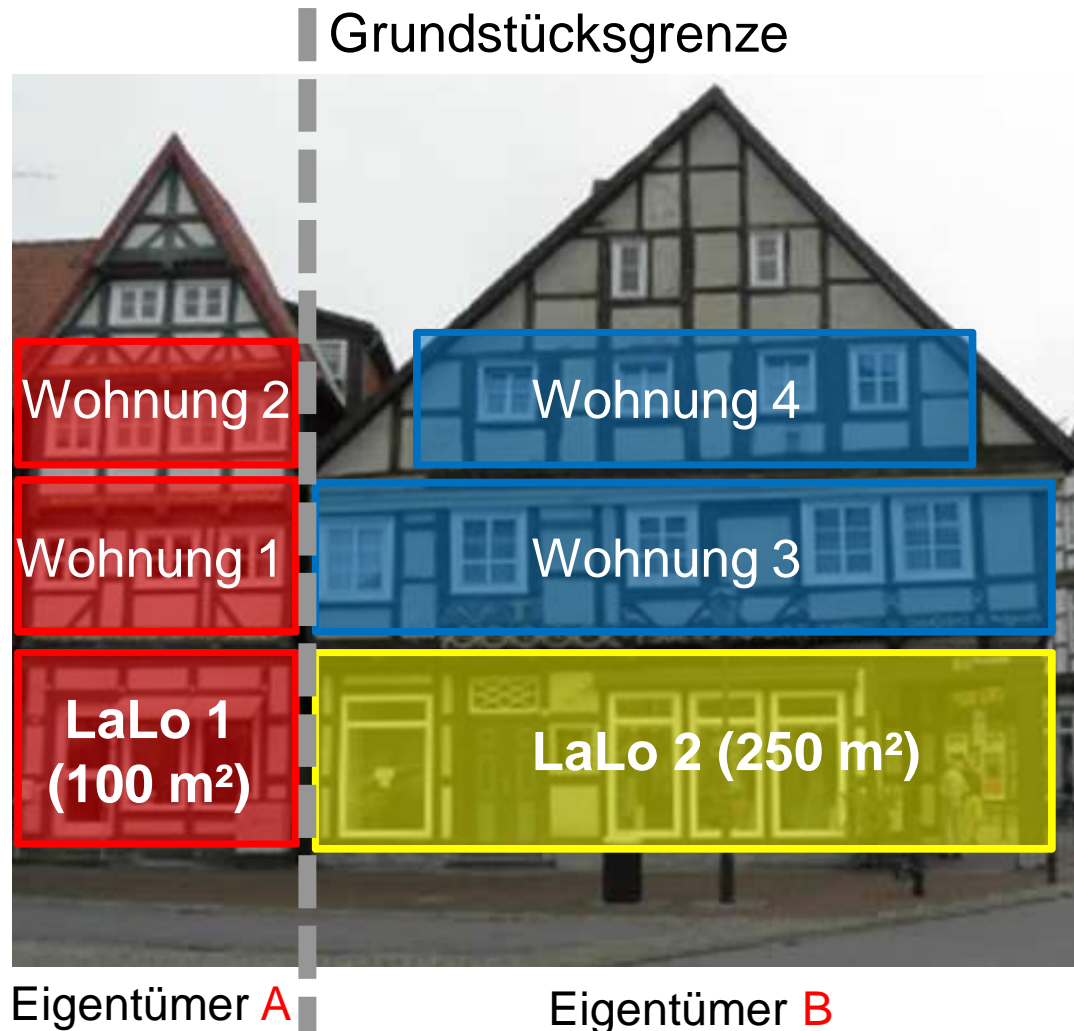 Grundstücksgrenze
Wohnung 2
Wohnung 4
Wohnung 1
Wohnung 3
LaLo 1
(100 m²)
LaLo 2 (250 m²)
Eigentümer A
Eigentümer B